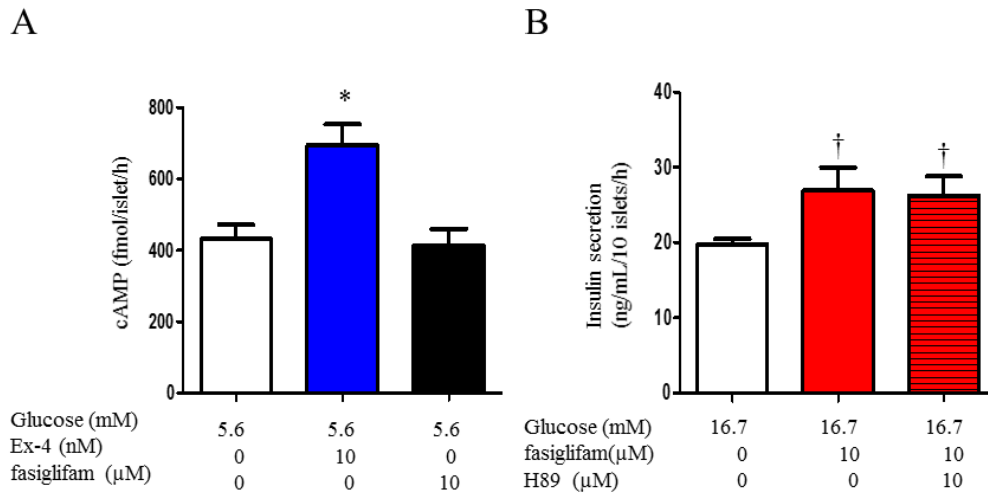 A
B
*
†
†
cAMP (fmol/islet/h)
800
600
400
200
0
Insulin secretion
(ng/mL/10 islets/h)
40
30
20
10
0
Glucose (mM) 5.6 5.6 5.6
Ex-4 (nM) 0 10 0
fasiglifam (µM) 0 0 10
Glucose (mM) 16.7 16.7 16.7
fasiglifam(µM) 0 10 10
H89 (µM) 0 0 10